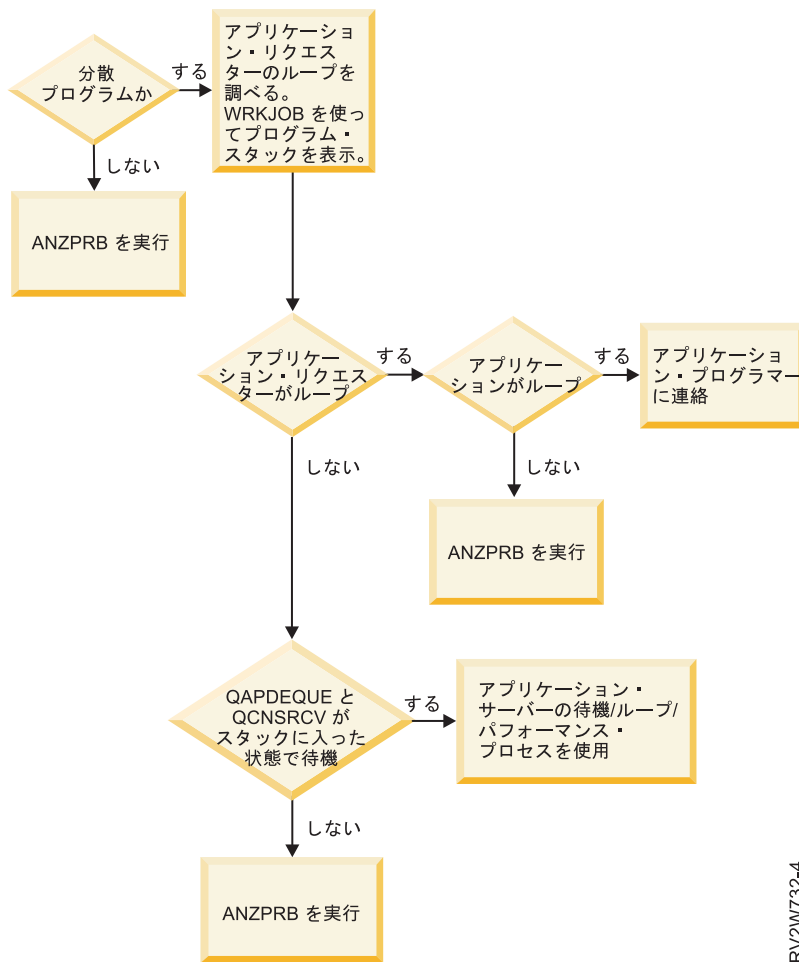 分散
プログラムか
する
アプリケーショ
ン・リクエス
ターのループを
調べる。
WRKJOB を使っ
てプログラム・
スタックを表示。
しない
ANZPRB を実行
アプリケー
ション・リクエス
ターがループ
する
アプリケー
ションがループ
する
アプリケーショ
ン・プログラマー
に連絡
しない
しない
ANZPRB を実行
QAPDEQUE と
QCNSRCV が
スタックに入った
状態で待機
する
アプリケーション・
サーバーの待機/ループ/
パフォーマンス・
プロセスを使用
しない
ANZPRB を実行
RV2W732-4